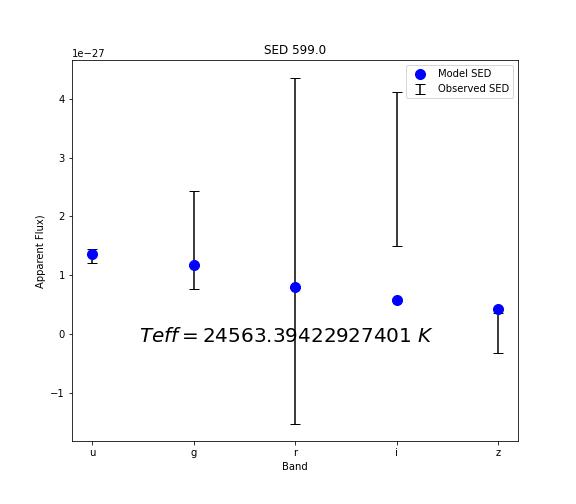 SED 599.0
1e−27
Model SED
Observed SED
4
3
2
1
0
−1
Apparent Flux)
Teff = 24563.39422927401 K
u g r i z
Band